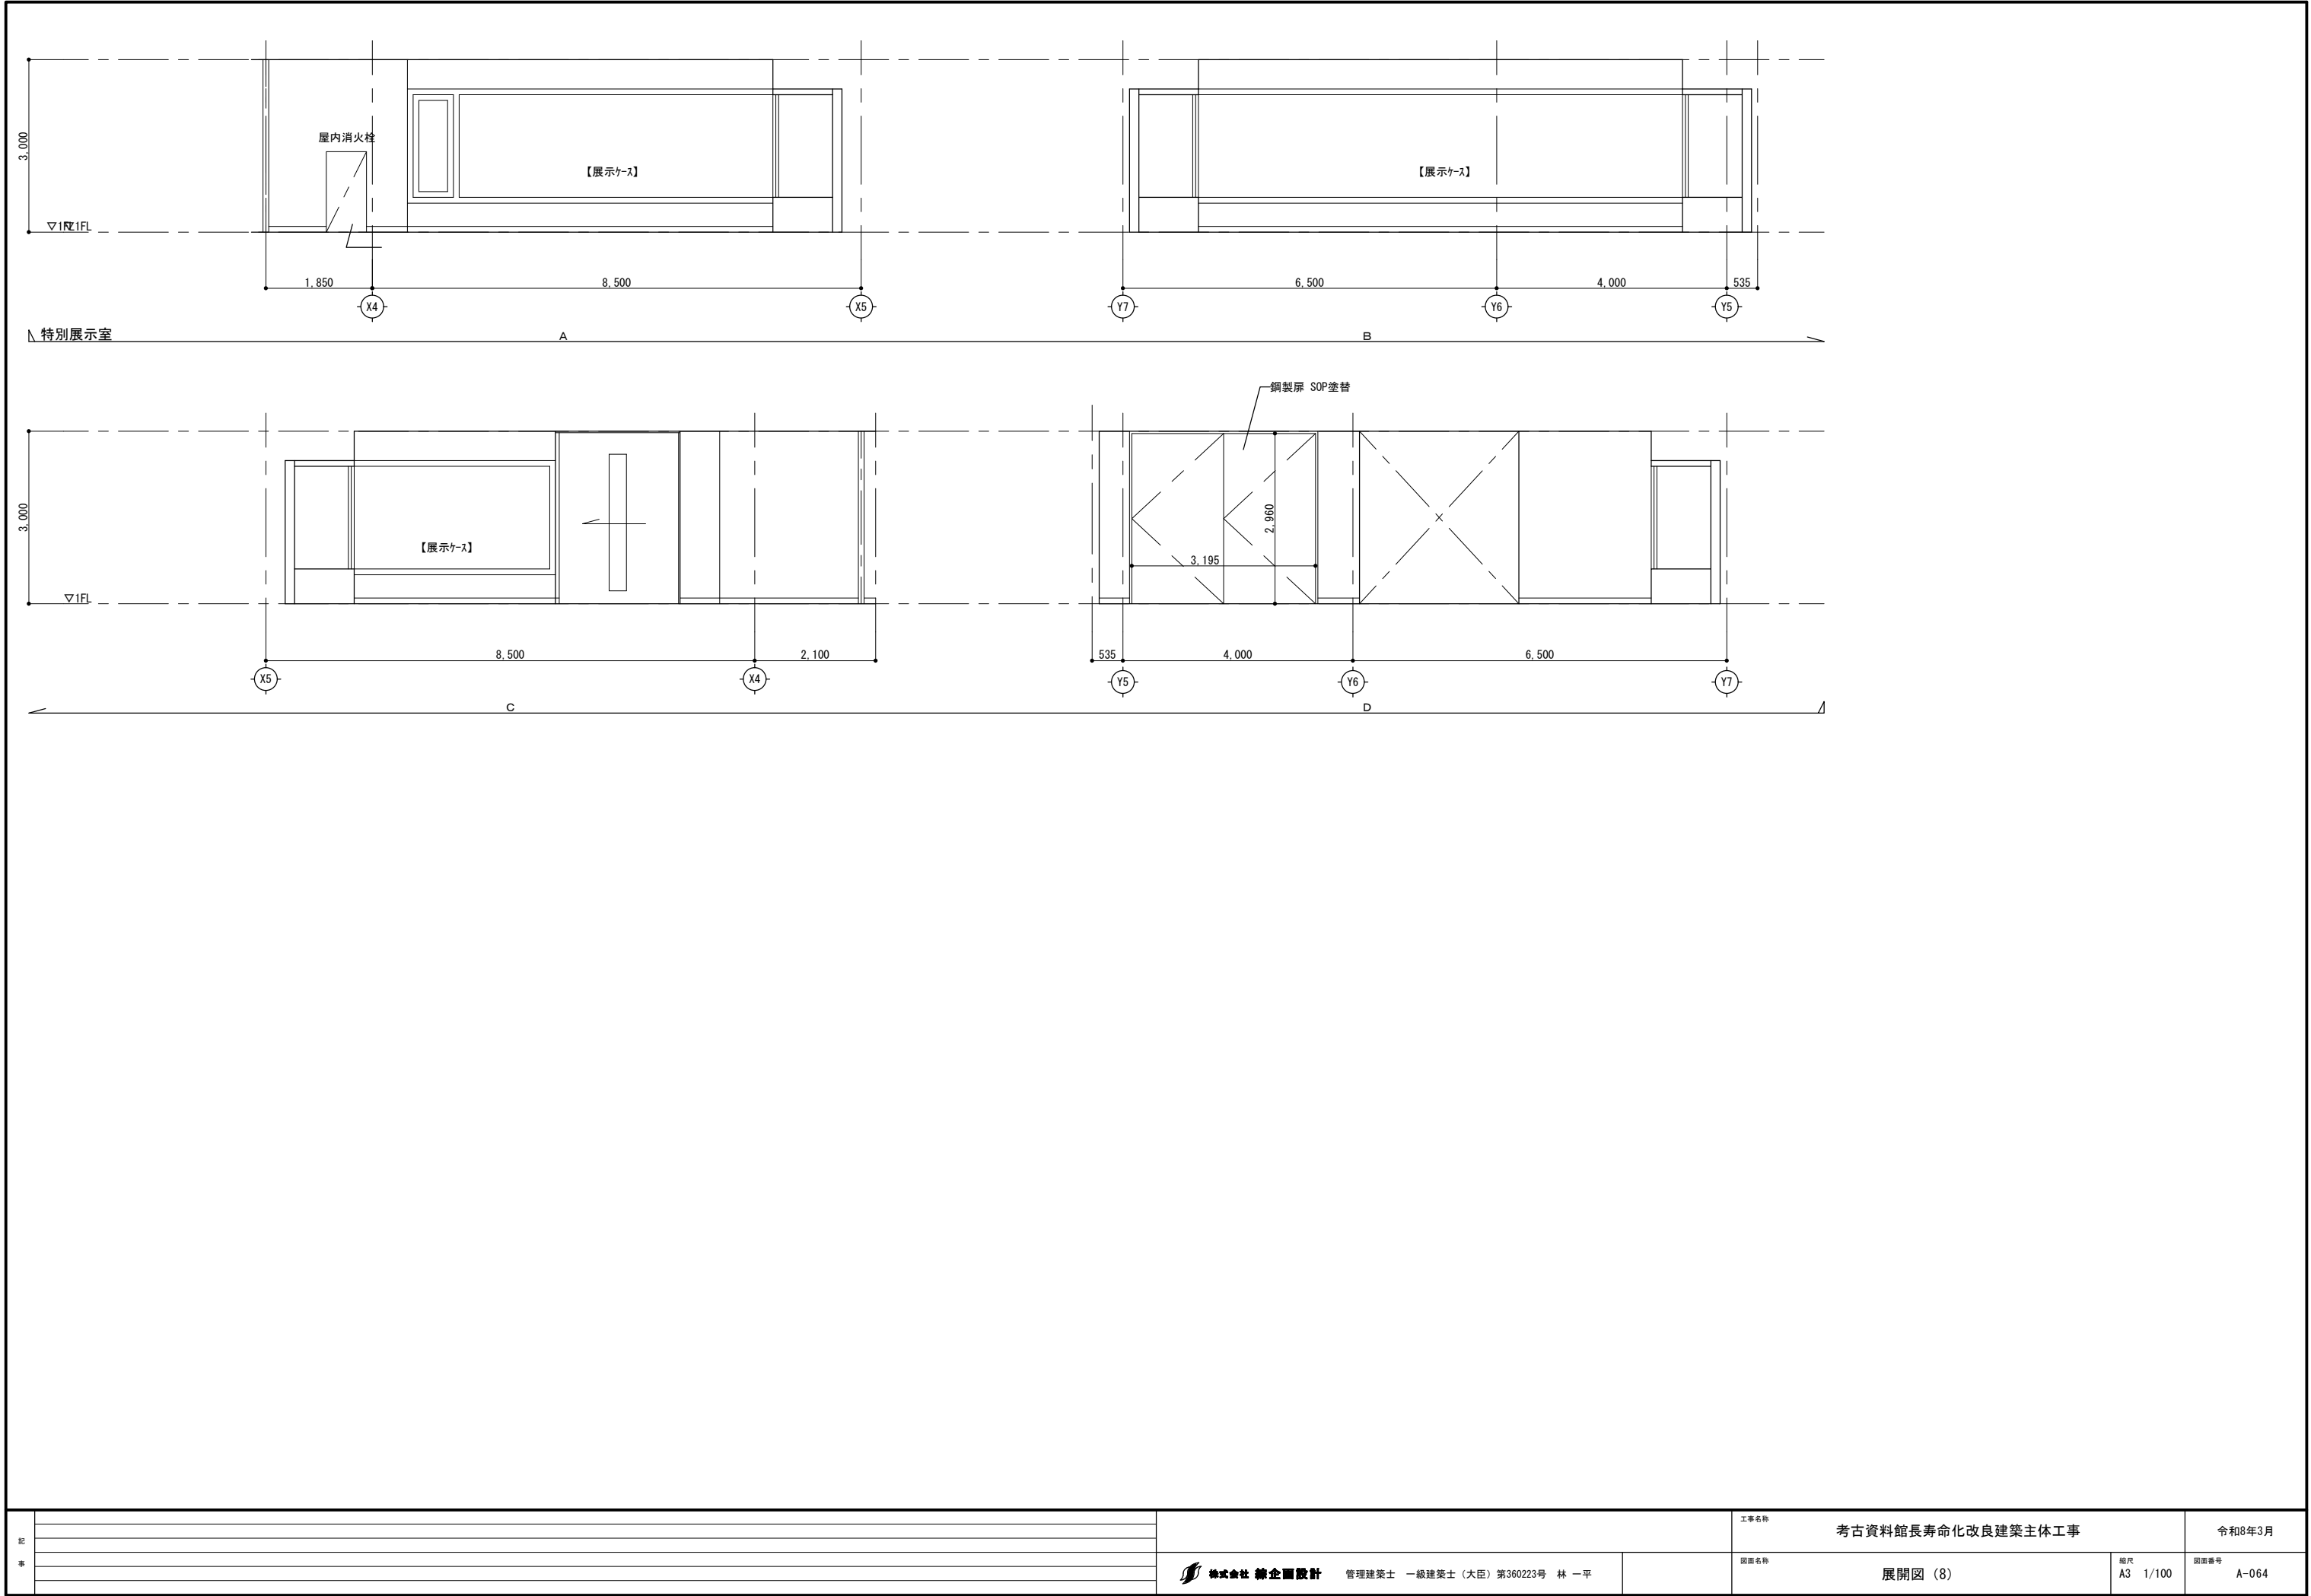 3,000
屋内消火栓
【展示ｹｰｽ】
【展示ｹｰｽ】
▽1FL
▽1FL
1,850
8,500
6,500
4,000
535
X4
X5
Y7
Y6
Y5
特別展示室
A
B
鋼製扉 SOP塗替
3,000
【展示ｹｰｽ】
2,960
3,195
▽1FL
8,500
2,100
535
4,000
6,500
X5
X4
Y5
Y6
Y7
C
D
記事
工事名称
考古資料館長寿命化改良建築主体工事
令和8年3月
株式会社 綜企画設計
管理建築士 一級建築士（大臣）第360223号 林 一平
図面名称
展開図（8）
縮尺
A3 1/100
図面番号
A-064